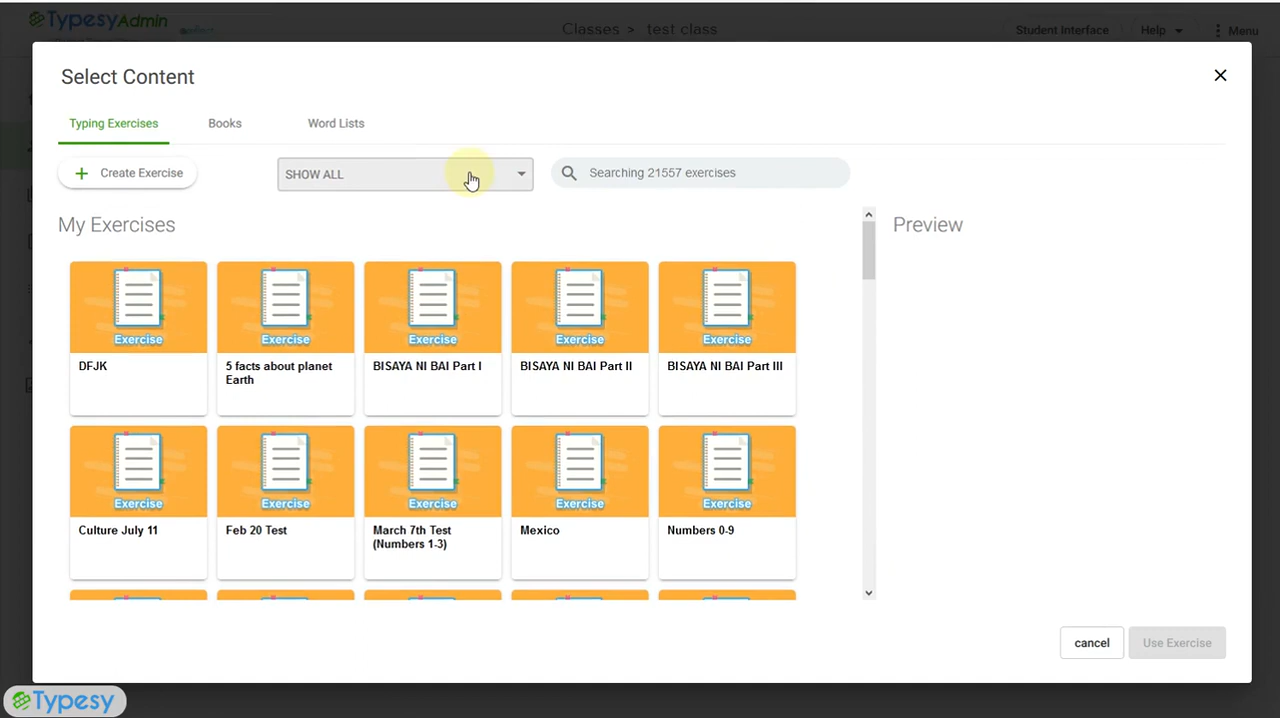 TypesyAdmin
Classes > test class
Student Interface
Help
Menu
Select Content
Typing Exercises
Books
Word Lists
Create Exercise
SHOW ALL
Searching 21557 exercises
My Exercises
Preview
Exercise
Exercise
Exercise
Exercise
Exercise
DFJK
5 facts about planet
Earth
BISAYA NI BAI Part I
BISAYA NI BAI Part II
BISAYA NI BAI Part III
Exercise
Exercise
Exercise
Exercise
Exercise
Culture July 11
Feb 20 Test
March 7th Test
(Numbers 1-3)
Mexico
Numbers 0-9
cancel
Use Exercise
Typesy